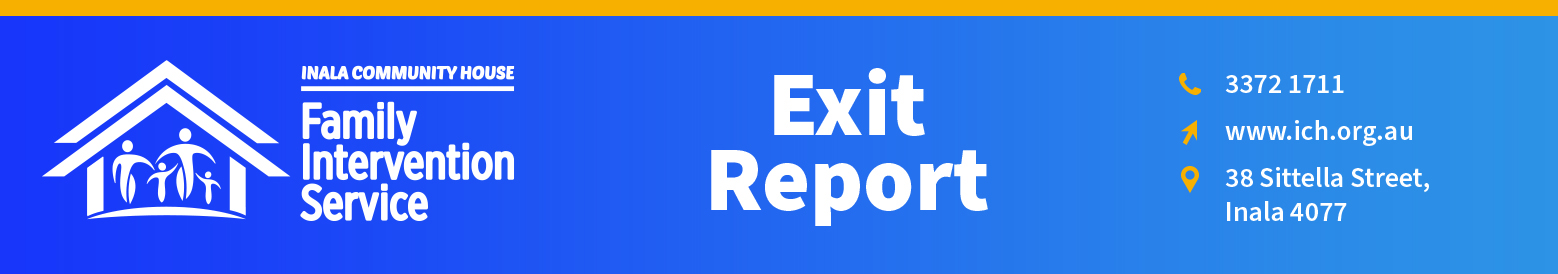 INALA COMMUNITY HOUSE
Family
Intervention
Service
Exit
Report
3372 1711
www.ich.org.au
38 Sittella Street,
Inala 4077